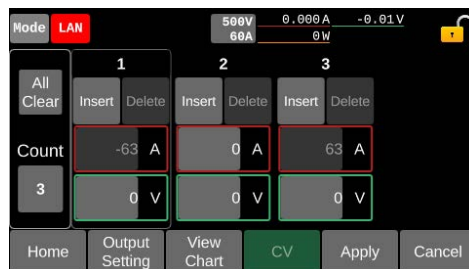 Mode LAN 500V 0.000A -0.01V
60A 0W
1 2 3
All Clear Insert Delete Insert Delete Insert Delete
Count -63 A 0 A 63 A
3 0 V 0 V 0 V
Home Output Setting View Chart CV Apply Cancel